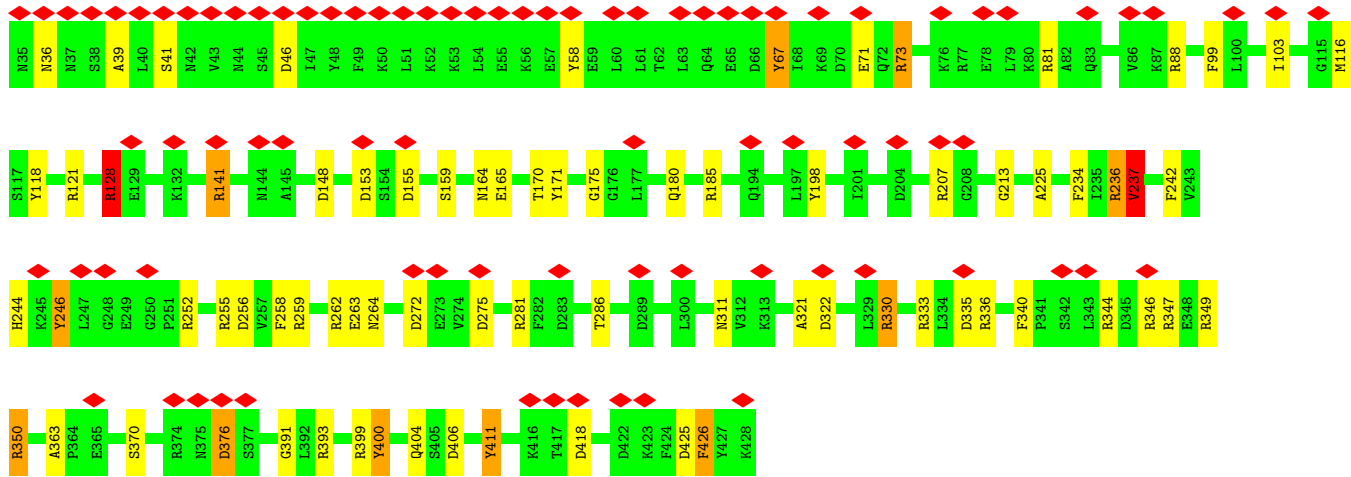 N35 N36 N37 S38 A39 L40 S41 N42 V43 N44 S45 D46 I47 Y48 F49 K50 L51 K52 K53 L54 E55 K56 E57 Y58 E59 L60 L61 T62 L63 Q64 E65 D66 Y67 I68 K69 D70 E71 Q72 R73 K76 R77 E78 L79 K80 R81 A82 Q83 V86 K87 R88 F99 L100 I103 G115 M116
S117 Y118 R121 R128 E129 K132 R141 N144 A145 D148 D153 S154 D155 S159 N164 E165 T170 Y171 G175 G176 L177 Q180 R185 Q194 L197 Y198 I201 D204 R207 G208 G213 A225 F234 I235 R236 V237 F242 V243
H244 K245 Y246 L247 G248 E249 G250 P251 R252 R255 D256 V257 F258 R259 R262 E263 N264 D272 E273 V274 D275 R281 F282 D283 T286 D289 L300 N311 V312 K313 A321 D322 L329 R330 R333 L334 D335 R336 F340 P341 S342 L343 R344 D345 R346 R347 E348 R349
R350 A363 P364 E365 S370 R374 N375 D376 S377 G391 L392 R393 R399 Y400 Q404 S405 D406 Y411 K416 T417 D418 D422 K423 F424 D425 F426 Y427 K428